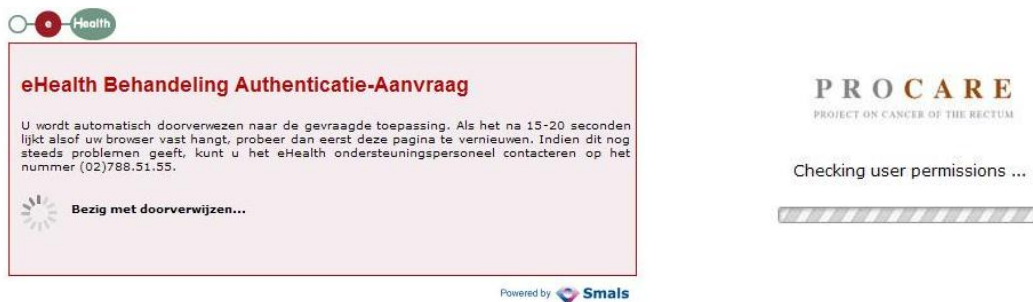 e Health
eHealth Behandeling Authenticatie-Aanvraag
U wordt automatisch doorverwezen naar de gevraagde toepassing. Als het na 15-20 seconden
lijkt alsof uw browser vast hangt, probeer dan eerst deze pagina te vernieuwen. Indien dit nog
steeds problemen geeft, kunt u het eHealth ondersteuningspersoneel contacteren op het
nummer (02)788.51.55.
Bezig met doorverwijzen...
Powered by Smals
PROCARE
PROJECT ON CANCER OF THE RECTUM
Checking user permissions ...